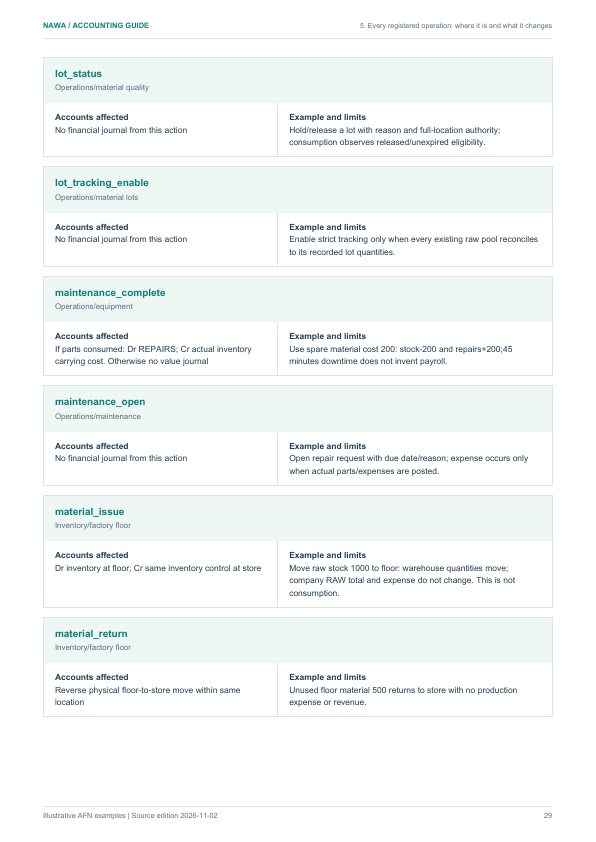 NAWA / ACCOUNTING GUIDE
5. Every registered operation: where it is and what it changes
lot_status
Operations/material quality
Accounts affected
No financial journal from this action
Example and limits
Hold/release a lot with reason and full-location authority;
consumption observes released/unexpired eligibility.
lot_tracking_enable
Operations/material lots
Accounts affected
No financial journal from this action
Example and limits
Enable strict tracking only when every existing raw pool reconciles
to its recorded lot quantities.
maintenance_complete
Operations/equipment
Accounts affected
If parts consumed: Dr REPAIRS; Cr actual inventory
carrying cost. Otherwise no value journal
Example and limits
Use spare material cost 200: stock-200 and repairs+200;45
minutes downtime does not invent payroll.
maintenance_open
Operations/maintenance
Accounts affected
No financial journal from this action
Example and limits
Open repair request with due date/reason; expense occurs only
when actual parts/expenses are posted.
material_issue
Inventory/factory floor
Accounts affected
Dr inventory at floor; Cr same inventory control at store
Example and limits
Move raw stock 1000 to floor: warehouse quantities move;
company RAW total and expense do not change. This is not
consumption.
material_return
Inventory/factory floor
Accounts affected
Reverse physical floor-to-store move within same
location
Example and limits
Unused floor material 500 returns to store with no production
expense or revenue.
Illustrative AFN examples | Source edition 2026-11-02
29